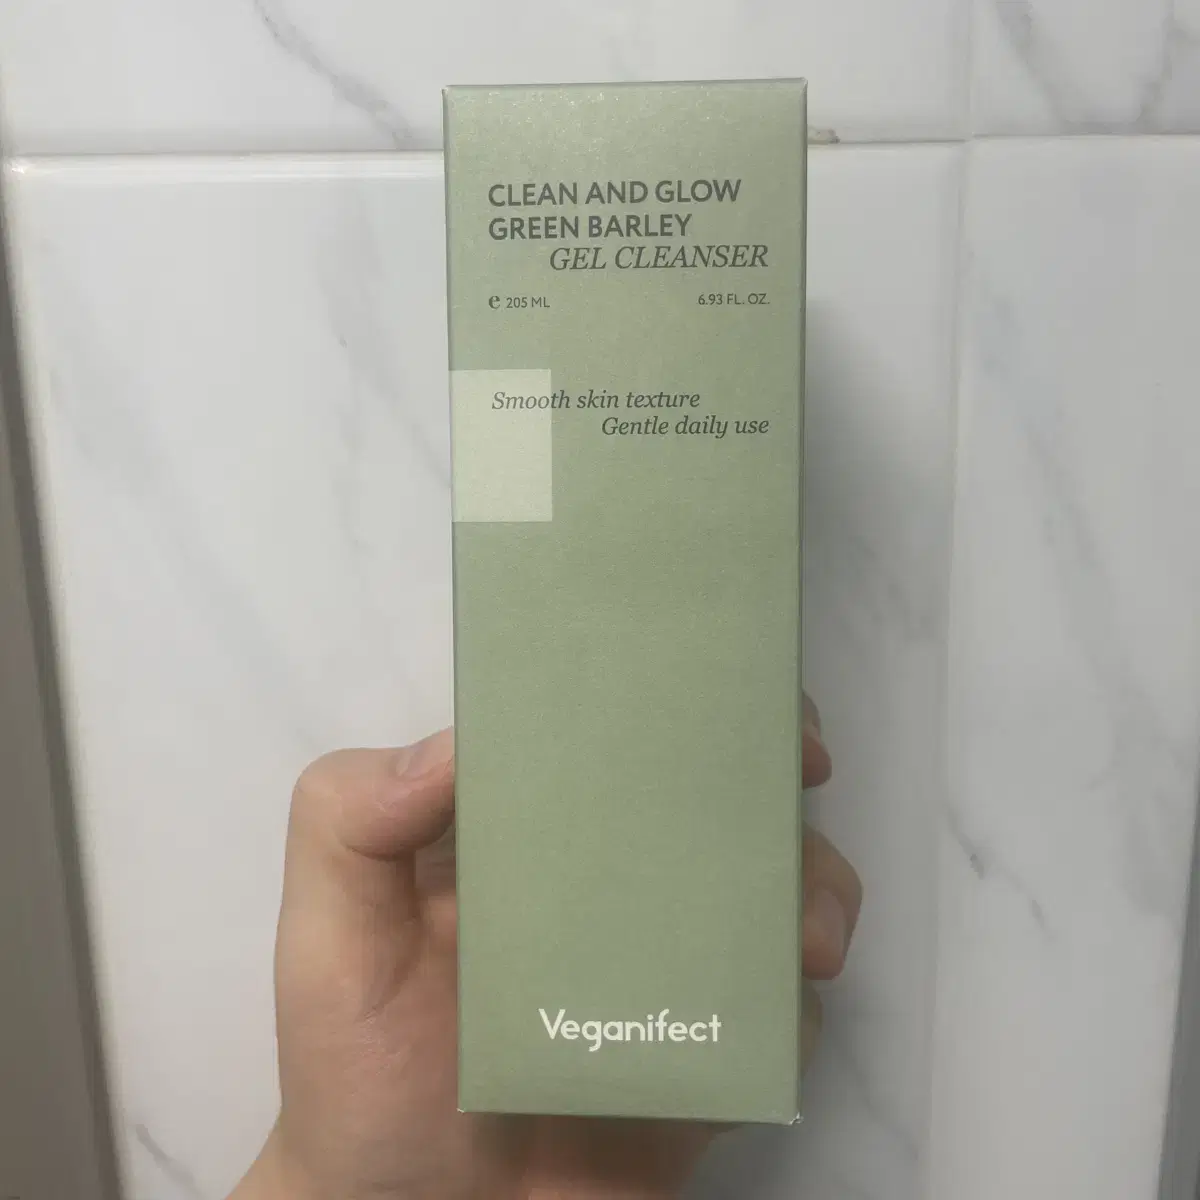 CLEAN AND GLOW
GREEN BARLEY
GEL CLEANSER
e 205 ML 6.93 FL. OZ.
Smooth skin texture
Gentle daily use
Veganifect